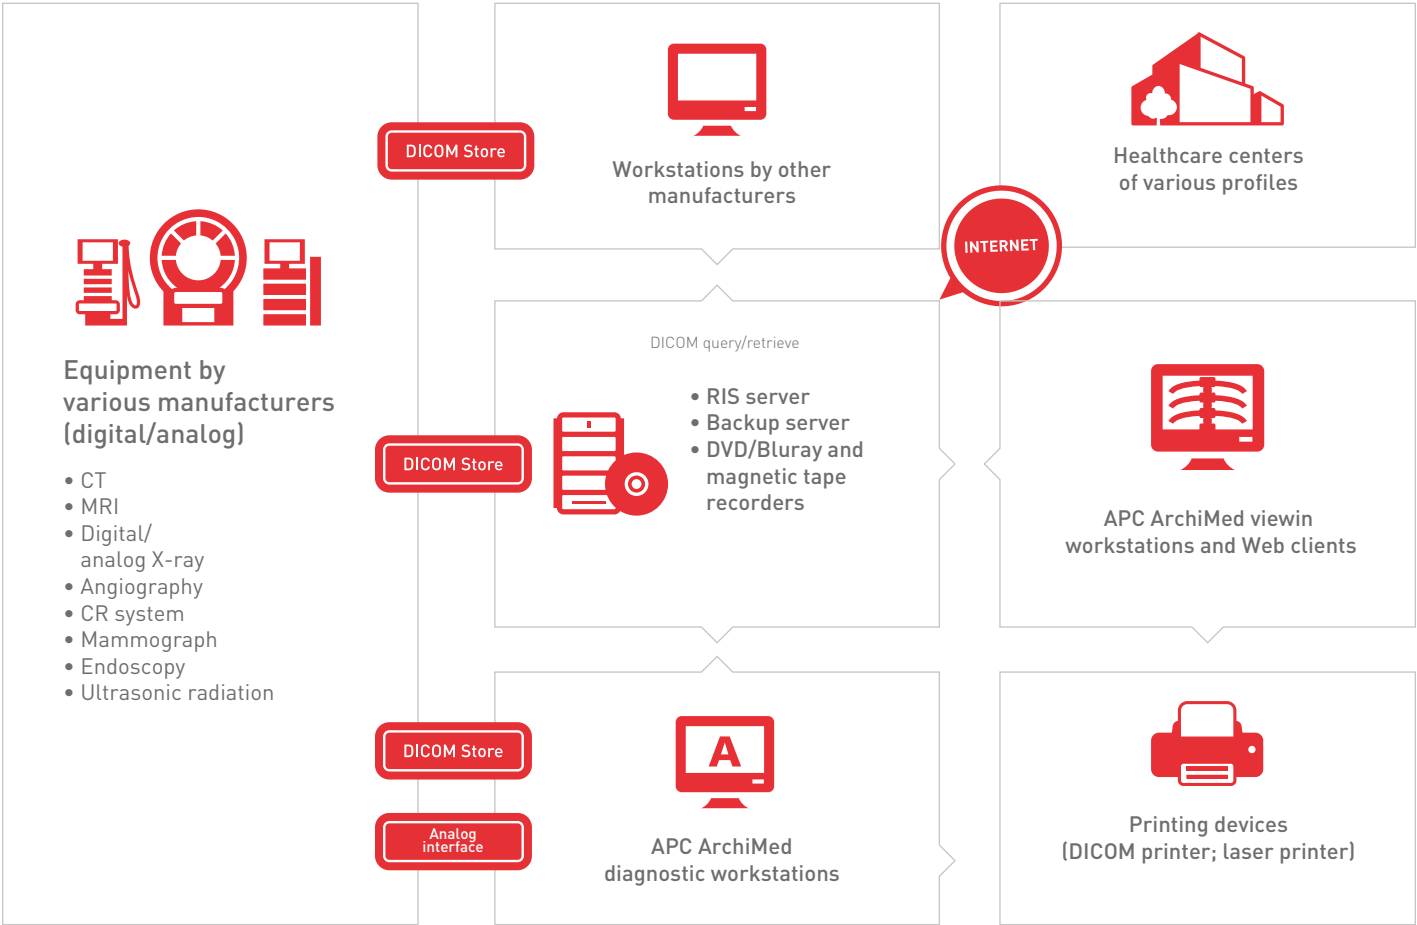 Equipment by
various manufacturers
(digital/analog)
• CT
• MRI
• Digital/
analog X-ray
• Angiography
• CR system
• Mammograph
• Endoscopy
• Ultrasonic radiation
DICOM Store
DICOM Store
DICOM Store
Analog
interface
Workstations by other
manufacturers
DICOM query/retrieve
• RIS server
• Backup server
• DVD/Bluray and
magnetic tape
recorders
A
APC ArchiMed
diagnostic workstations
Healthcare centers
of various profiles
INTERNET
APC ArchiMed viewin
workstations and Web clients
Printing devices
(DICOM printer; laser printer)